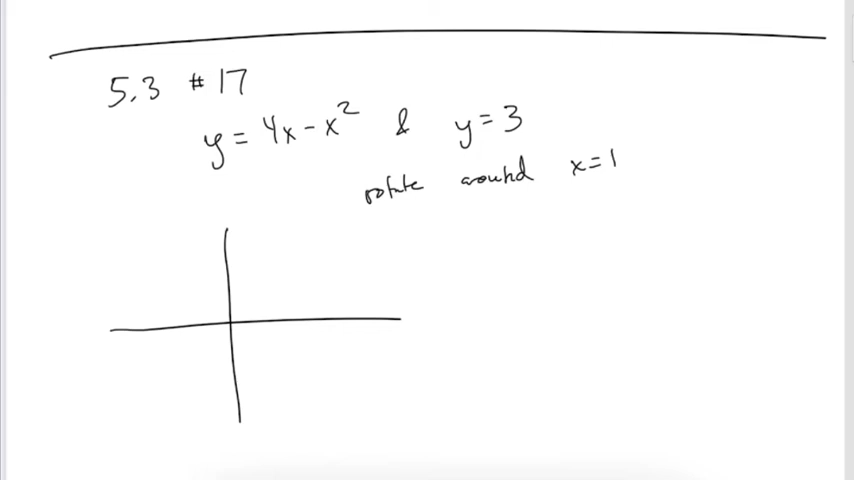 5.3 # 17
y = 4x - x² & y = 3
rotate around x = 1